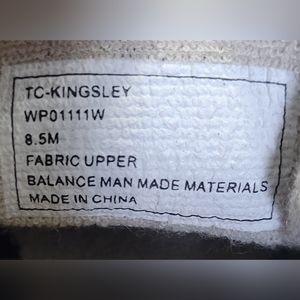 TC-KINGSLEY
WP01111W
8.5M
FABRIC UPPER
BALANCE MAN MADE MATERIALS
MADE IN CHINA